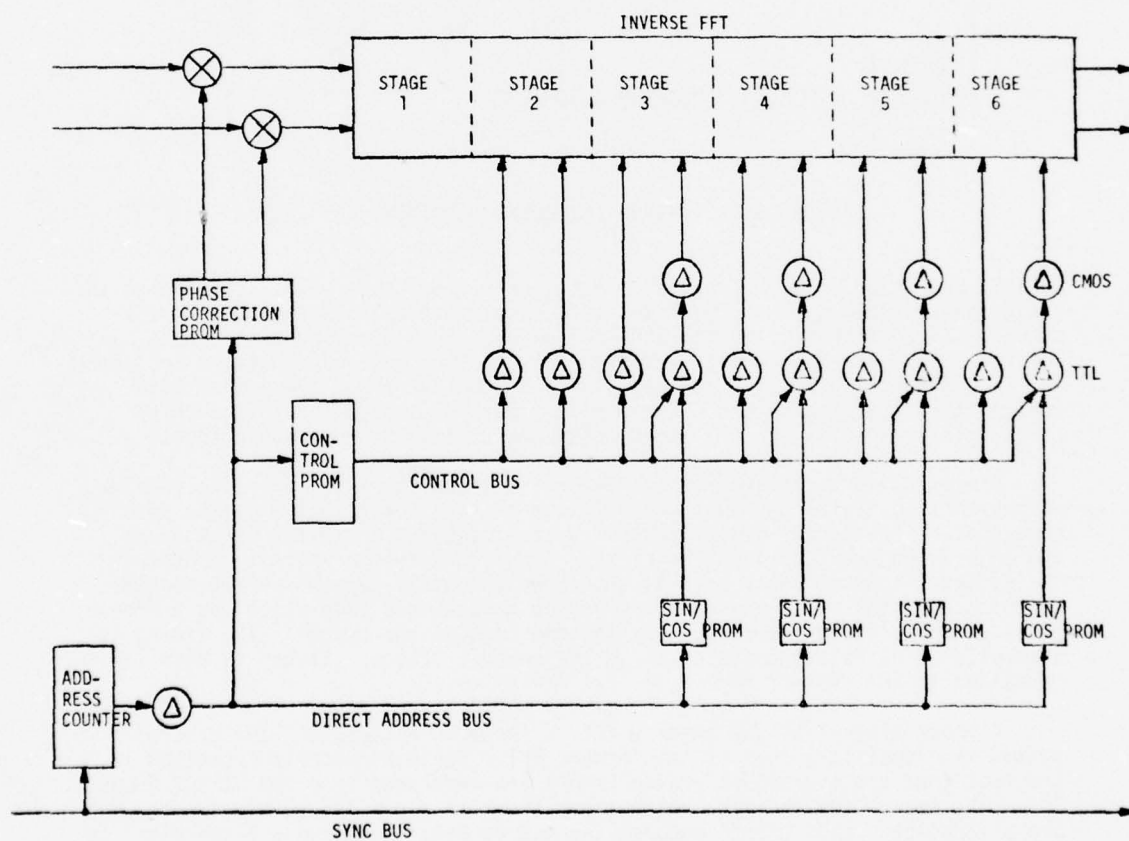 INVERSE FFT
STAGE
1
STAGE
2
STAGE
3
STAGE
4
STAGE
5
STAGE
6
PHASE
CORRECTION
PROM
Δ
Δ
Δ
Δ
CMOS
Δ
Δ
Δ
Δ
Δ
Δ
Δ
Δ
Δ
Δ
TTL
CON-
TROL
PROM
CONTROL BUS
SIN/
COS PROM
SIN/
COS PROM
SIN/
COS PROM
SIN/
COS PROM
ADD-
RESS
COUNTER
Δ
DIRECT ADDRESS BUS
SYNC BUS